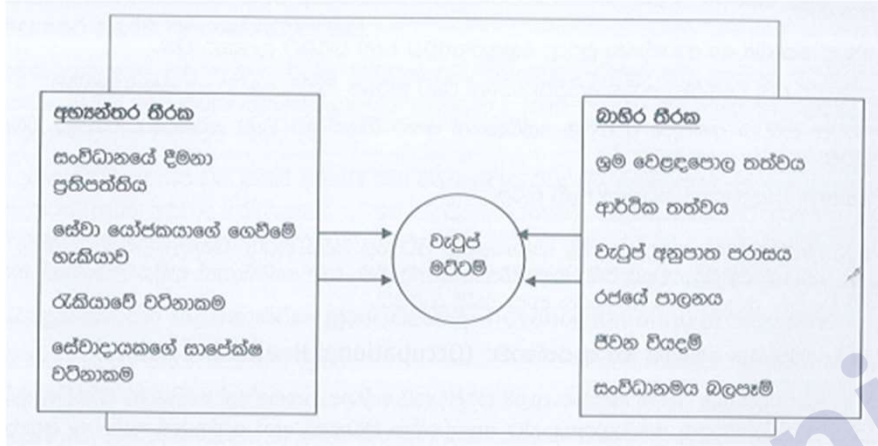 අභ්‍යන්තර තීරක
සංවිධානයේ දීමනා
ප්‍රතිපත්තිය
සේවා යෝජකයාගේ ගෙවීමේ
හැකියාව
රැකියාවේ වටිනාකම
සේවාදායකගේ සාපේක්ෂ
වටිනාකම
වැටුප්
මට්ටම්
බාහිර තීරක
ශ්‍රම වෙළඳපොල තත්වය
ආර්ථික තත්වය
වැටුප් අනුපාත පරාසය
රජයේ පාලනය
ජීවන වියදම්
සංවිධානමය බලපෑම්